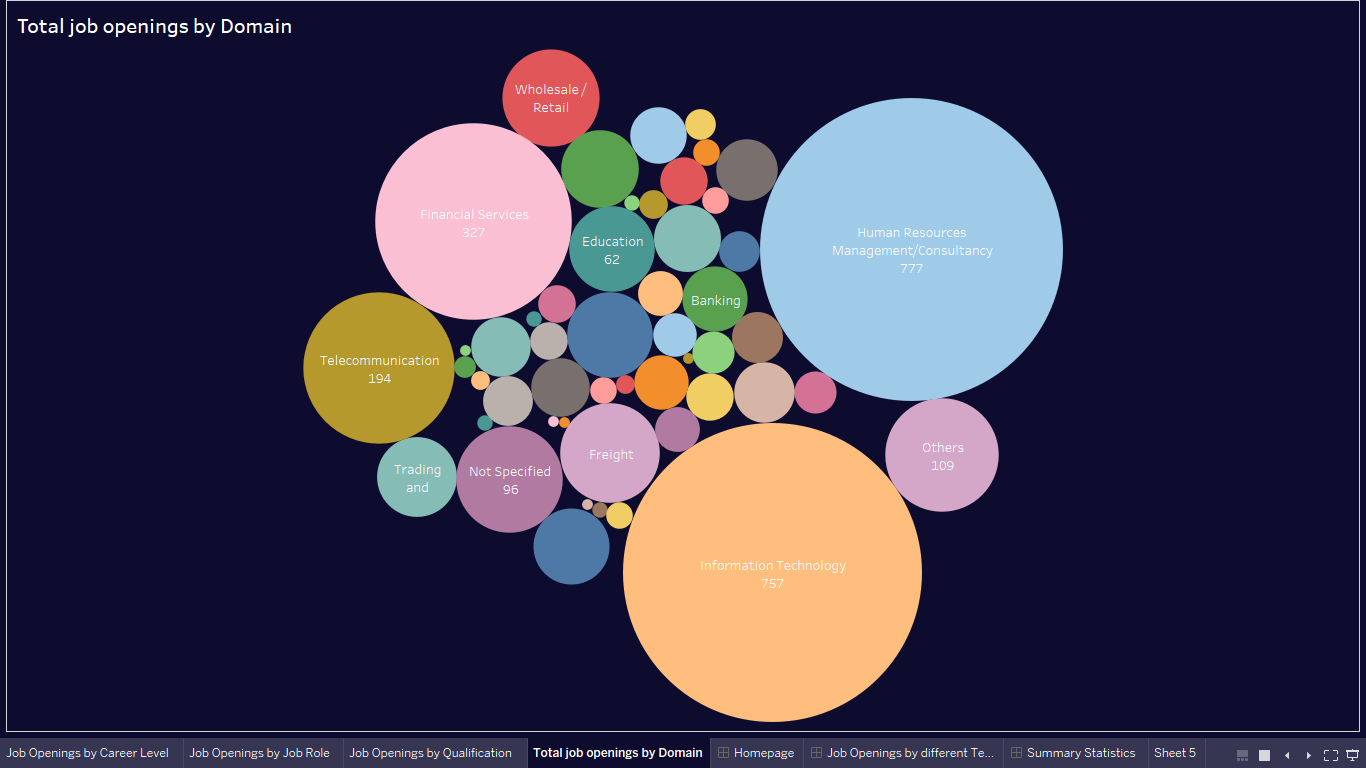 Total job openings by Domain
Wholesale /
Retail
Financial Services
327
Human Resources
Management/Consultancy
777
Education
62
Banking
Telecommunication
194
Others
109
Freight
Trading
and
Not Specified
96
Information Technology
757
Job Openings by Career Level
Job Openings by Job Role
Job Openings by Qualification
Total job openings by Domain
Homepage
Job Openings by different Te...
Summary Statistics
Sheet 5